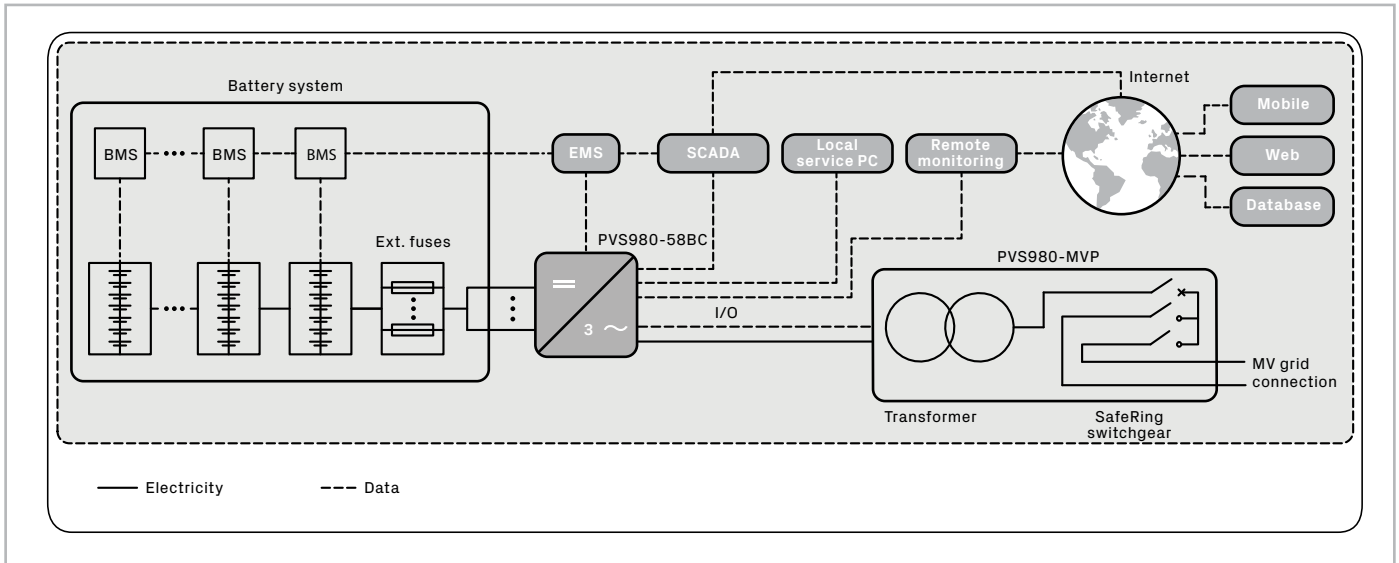 Battery system
Internet
Mobile
BMS
BMS
BMS
EMS
SCADA
Local
service PC
Remote
monitoring
Web
Database
Ext. fuses
PVS980-58BC
PVS980-MVP
I/O
3
MV grid
connection
Transformer
SafeRing
switchgear
Electricity
Data